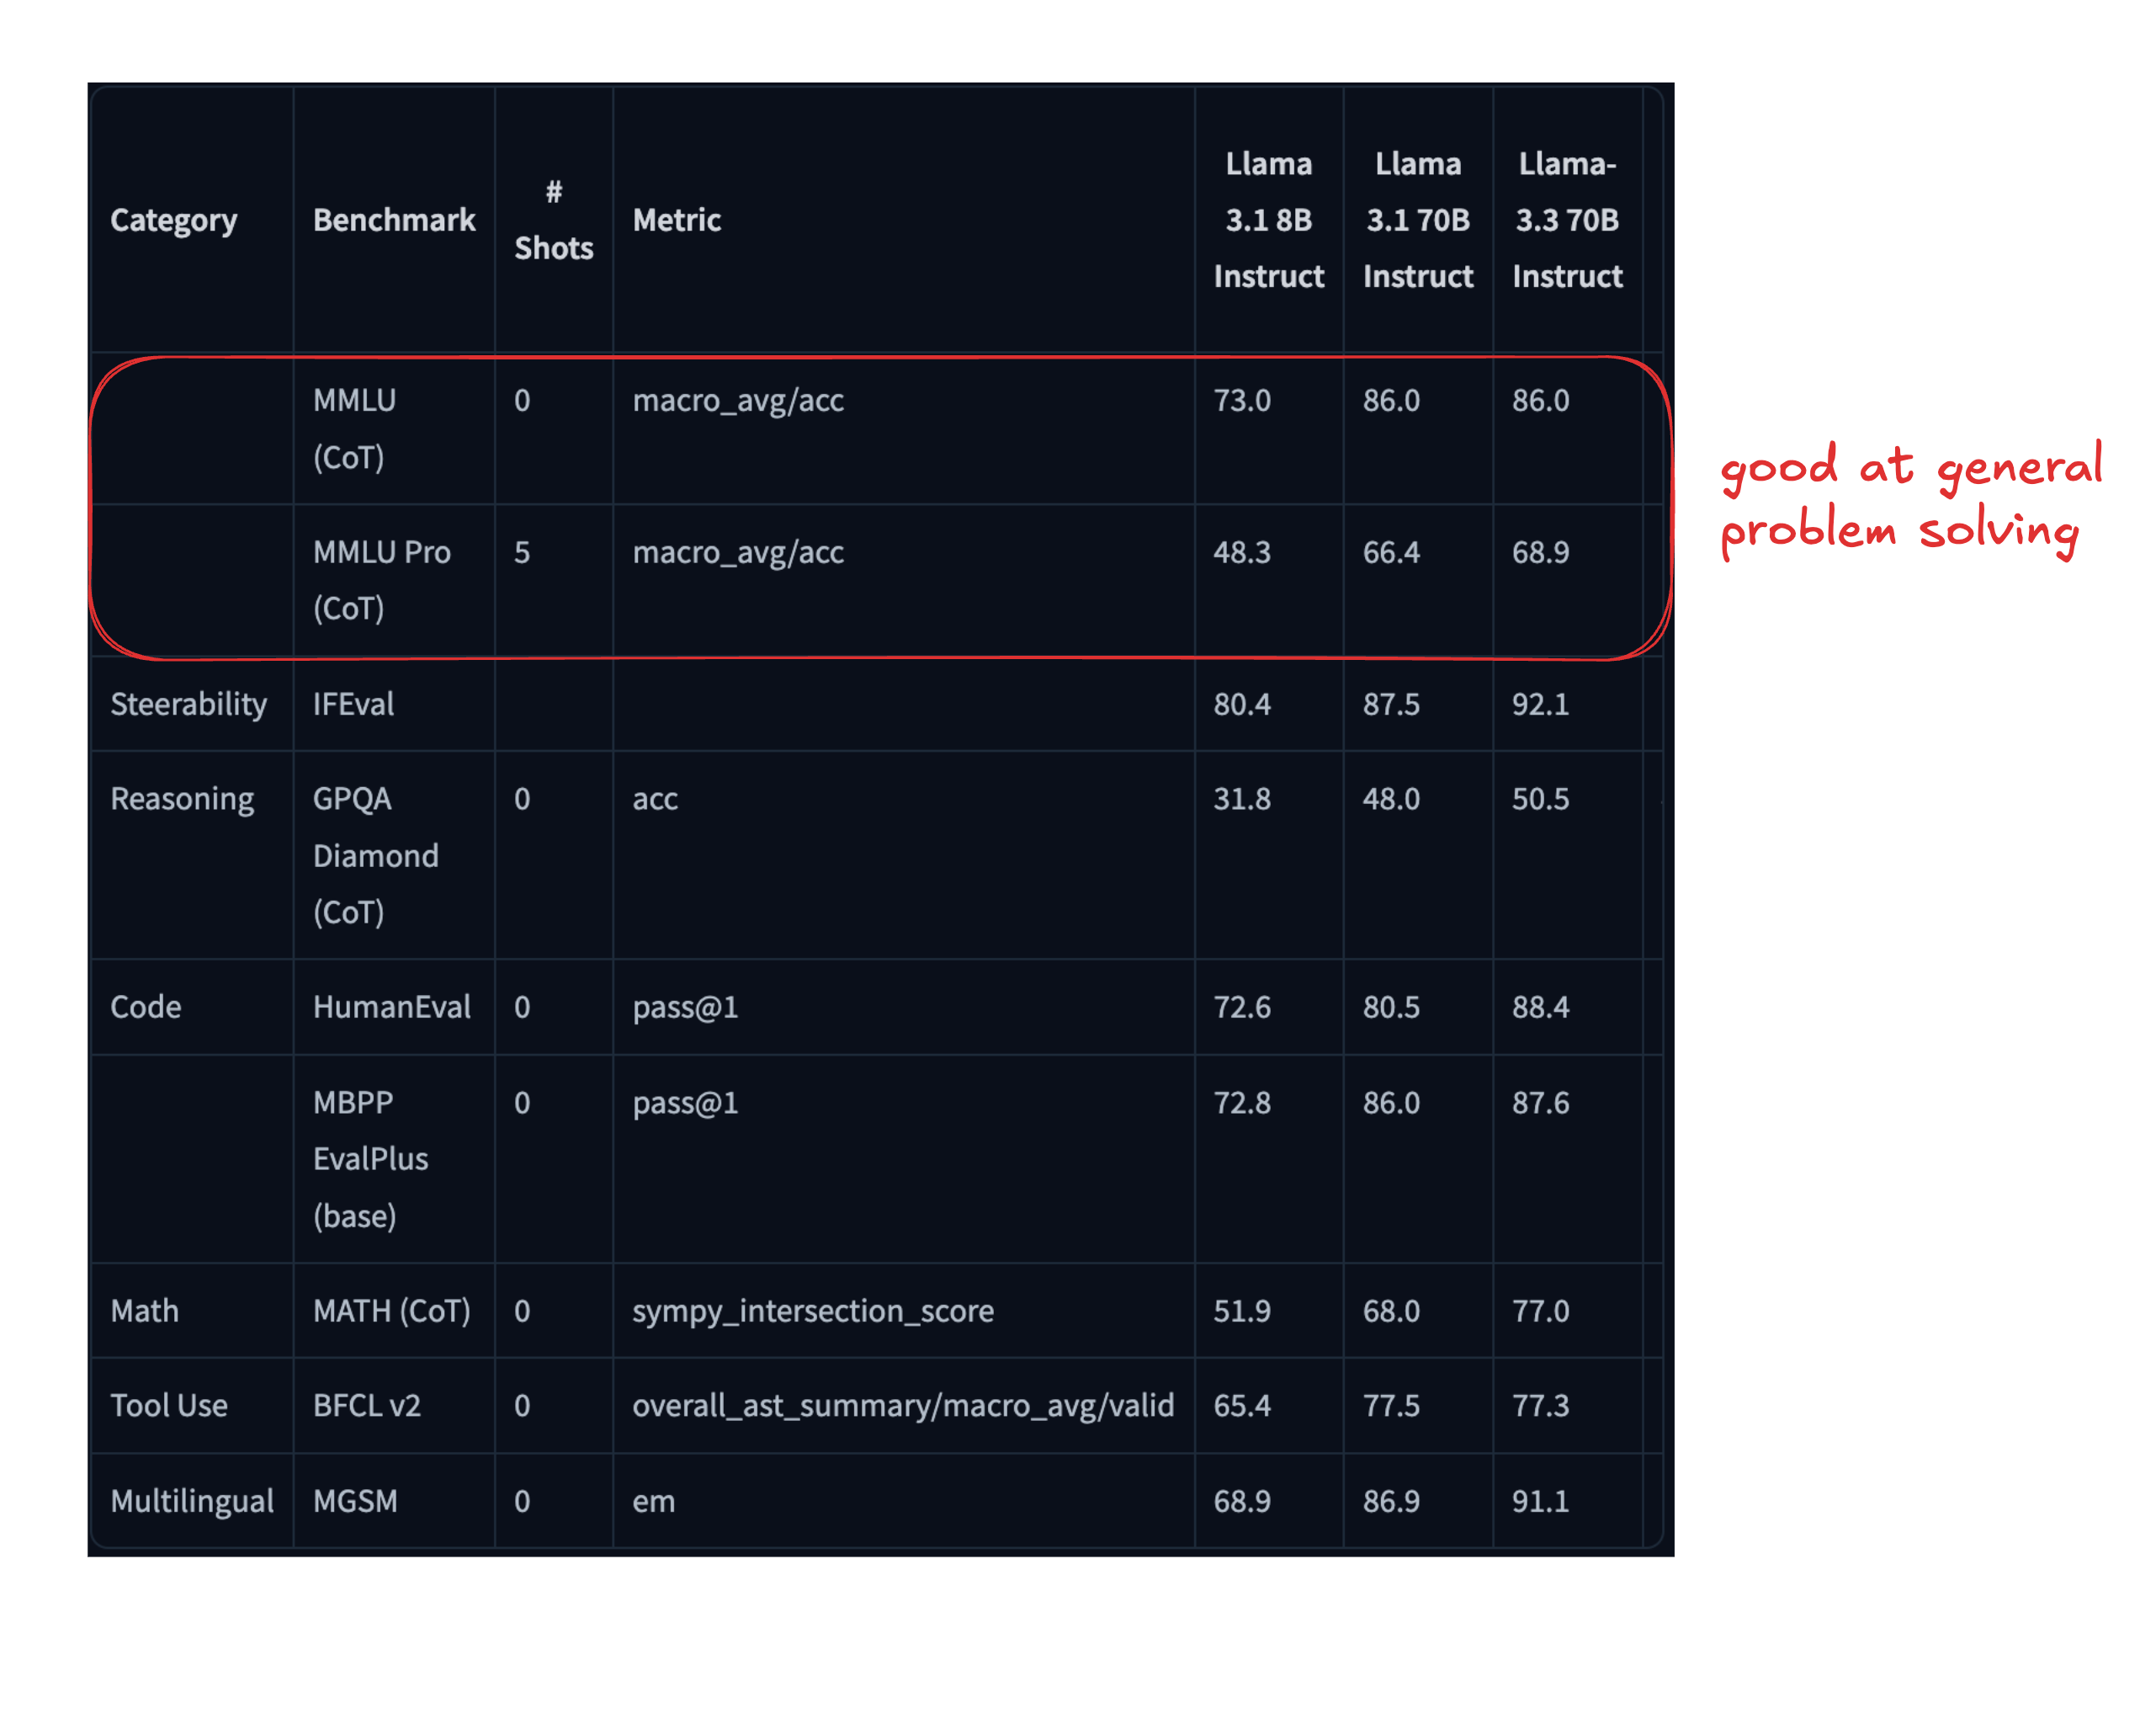 Category Benchmark # Shots Metric Llama 3.1 8B Instruct Llama 3.1 70B Instruct Llama-3.3 70B Instruct
MMLU (CoT) 0 macro_avg/acc 73.0 86.0 86.0
MMLU Pro (CoT) 5 macro_avg/acc 48.3 66.4 68.9
good at general
problem solving
Steerability IFEval 80.4 87.5 92.1
Reasoning GPQA Diamond (CoT) 0 acc 31.8 48.0 50.5
Code HumanEval 0 pass@1 72.6 80.5 88.4
MBPP EvalPlus (base) 0 pass@1 72.8 86.0 87.6
Math MATH (CoT) 0 sympy_intersection_score 51.9 68.0 77.0
Tool Use BFCL v2 0 overall_ast_summary/macro_avg/valid 65.4 77.5 77.3
Multilingual MGSM 0 em 68.9 86.9 91.1